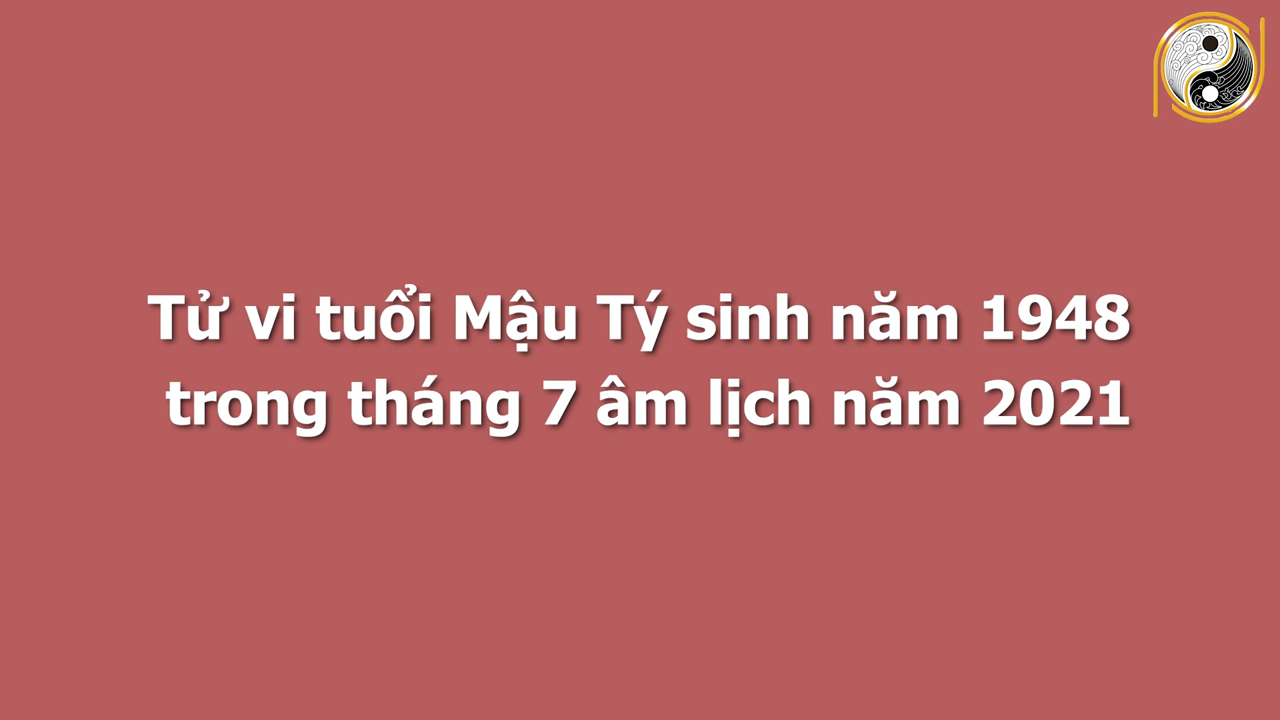 Tử vi tuổi Mậu Tý sinh năm 1948
trong tháng 7 âm lịch năm 2021